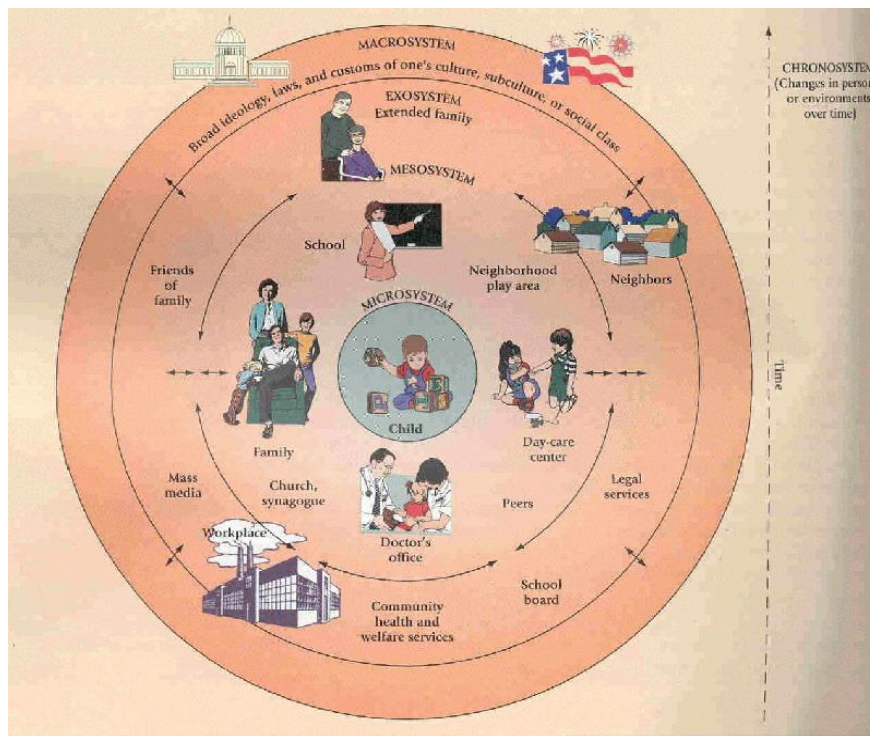 MACROSYSTEM
Broad ideology, laws, and customs of one's culture, subculture, or social class
CHRONOSYSTEM
(Changes in person
or environments
over time)
EXOSYSTEM
Extended family
MESOSYSTEM
School
Friends
of
family
Neighborhood
play area
Neighbors
MICROSYSTEM
Time
Child
Family
Day-care
center
Mass
media
Church,
synagogue
Peers
Legal
services
Workplace
Doctor's
office
School
board
Community
health and
welfare services